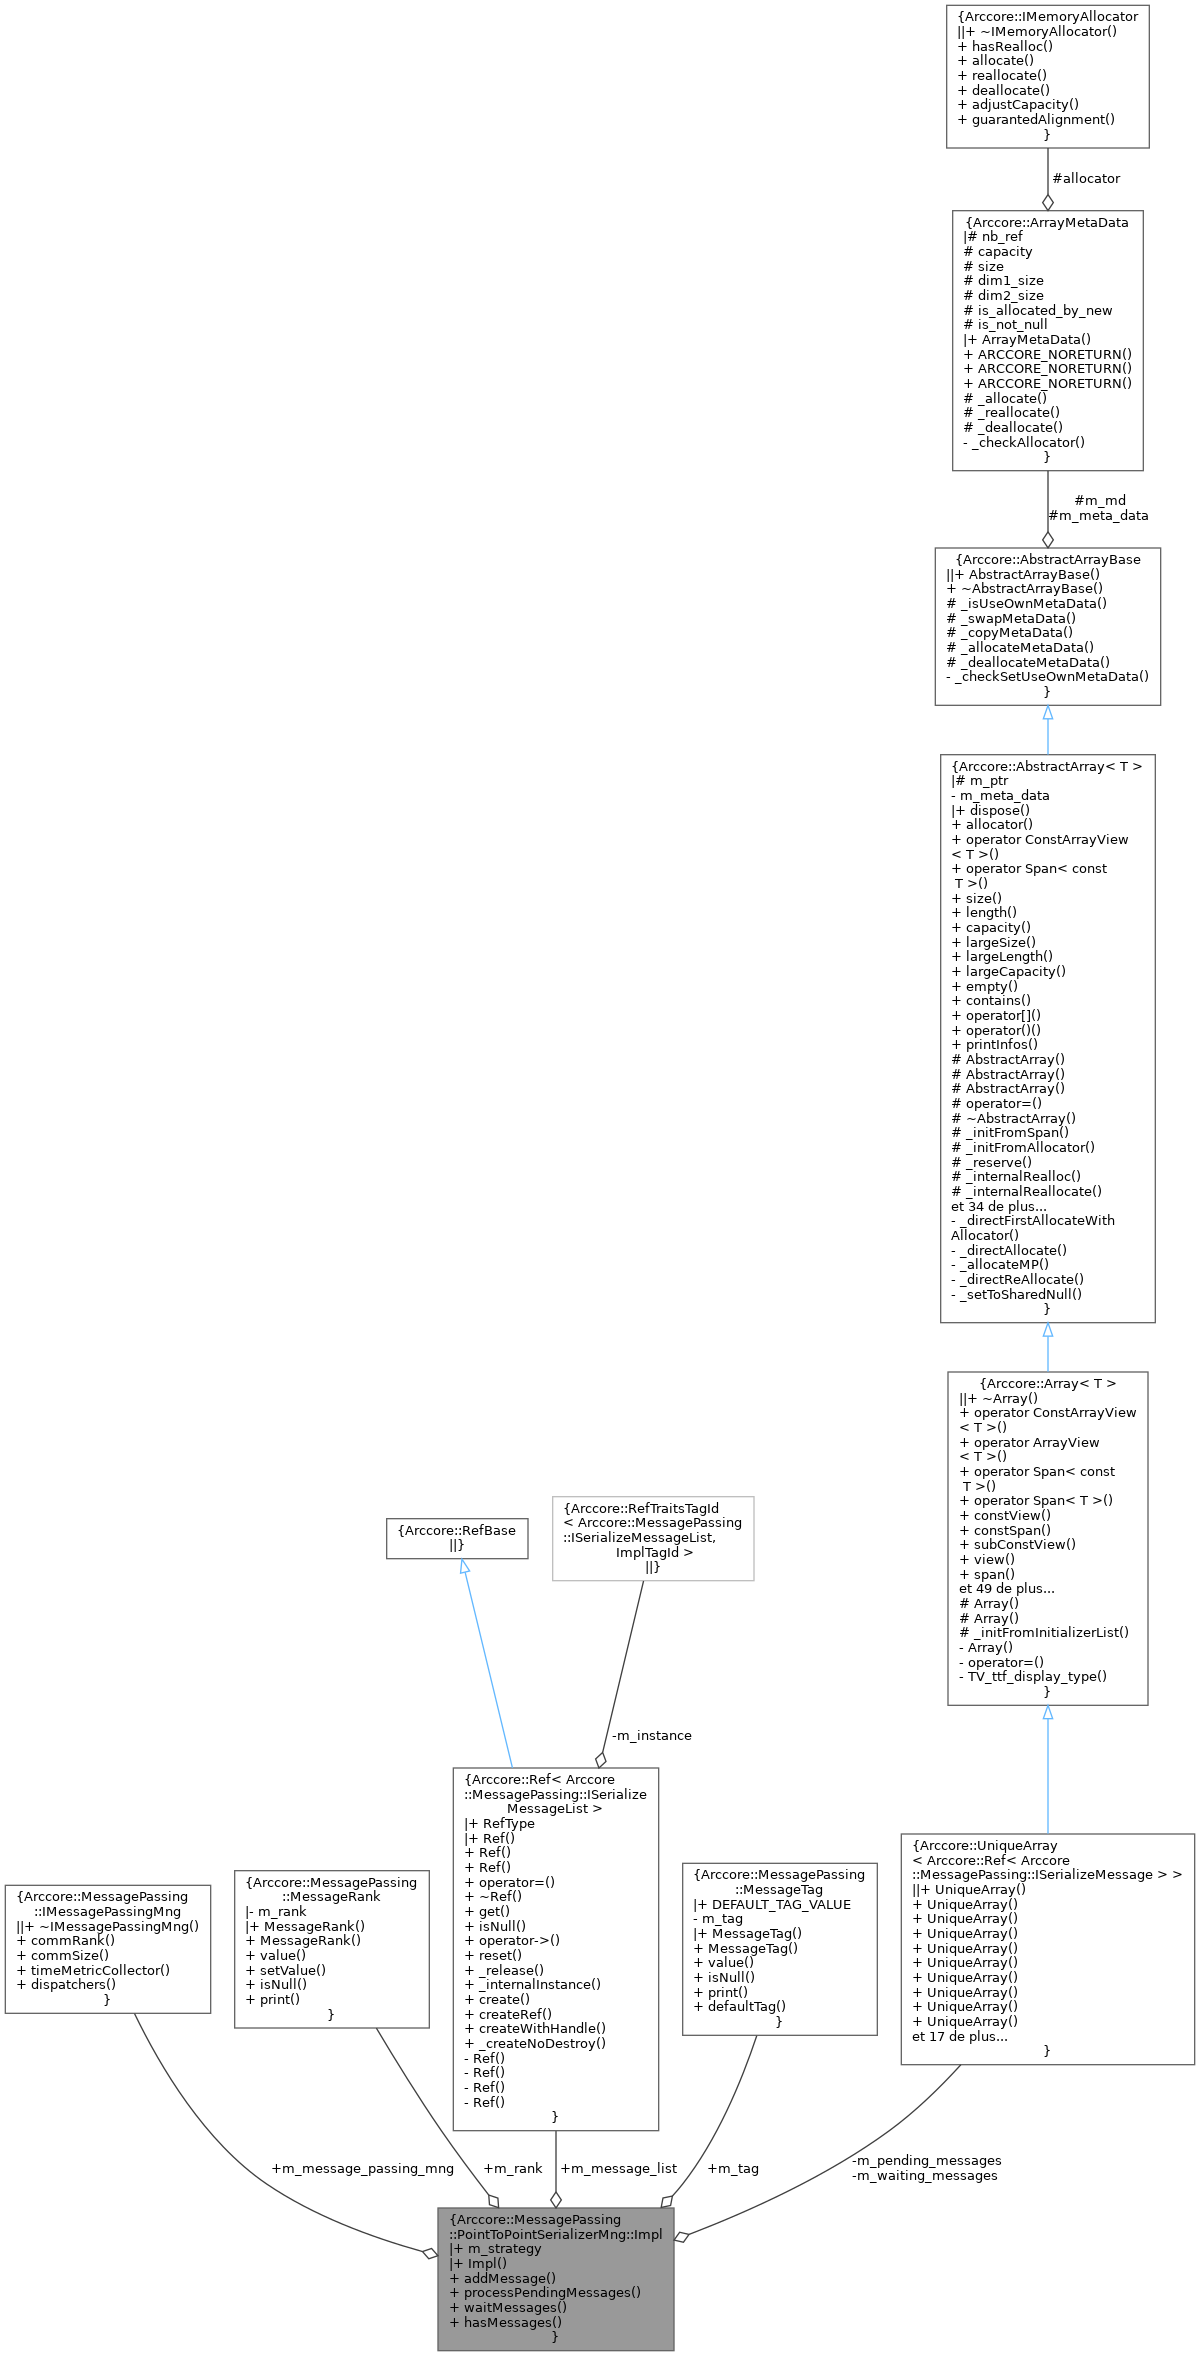 {Arccore::IMemoryAllocator
||+ ~IMemoryAllocator()
+ hasRealloc()
+ allocate()
+ reallocate()
+ deallocate()
+ adjustCapacity()
+ guarantedAlignment()
}
#allocator
{Arccore::ArrayMetaData
|# nb_ref
# capacity
# size
# dim1_size
# dim2_size
# is_allocated_by_new
# is_not_null
|+ ArrayMetaData()
+ ARCCORE_NORETURN()
+ ARCCORE_NORETURN()
+ ARCCORE_NORETURN()
# _allocate()
# _reallocate()
# _deallocate()
- _checkAllocator()
}
#m_md
#m_meta_data
{Arccore::AbstractArrayBase
||+ AbstractArrayBase()
+ ~AbstractArrayBase()
# _isUseOwnMetaData()
# _swapMetaData()
# _copyMetaData()
# _allocateMetaData()
# _deallocateMetaData()
- _checkSetUseOwnMetaData()
}
{Arccore::AbstractArray< T >
|# m_ptr
- m_meta_data
|+ dispose()
+ allocator()
+ operator ConstArrayView
< T >()
+ operator Span< const
T >()
+ size()
+ length()
+ capacity()
+ largeSize()
+ largeLength()
+ largeCapacity()
+ empty()
+ contains()
+ operator[]()
+ operator()()
+ printInfos()
# AbstractArray()
# AbstractArray()
# AbstractArray()
# operator=()
# ~AbstractArray()
# _initFromSpan()
# _initFromAllocator()
# _reserve()
# _internalRealloc()
# _internalReallocate()
et 34 de plus...
- _directFirstAllocateWith
Allocator()
- _directAllocate()
- _allocateMP()
- _directReAllocate()
- _setToSharedNull()
}
{Arccore::Array< T >
||+ ~Array()
+ operator ConstArrayView
< T >()
+ operator ArrayView
< T >()
+ operator Span< const
T >()
+ operator Span< T >()
+ constView()
+ constSpan()
+ subConstView()
+ view()
+ span()
et 49 de plus...
# Array()
# Array()
# _initFromInitializerList()
- Array()
- operator=()
- TV_ttf_display_type()
}
{Arccore::RefBase
||}
{Arccore::RefTraitsTagId
< Arccore::MessagePassing
::ISerializeMessageList,
ImplTagId >
||}
-m_instance
{Arccore::MessagePassing
::IMessagePassingMng
||+ ~IMessagePassingMng()
+ commRank()
+ commSize()
+ timeMetricCollector()
+ dispatchers()
}
{Arccore::MessagePassing
::MessageRank
|- m_rank
|+ MessageRank()
+ MessageRank()
+ value()
+ setValue()
+ isNull()
+ print()
}
{Arccore::Ref< Arccore
::MessagePassing::ISerialize
MessageList >
|+ RefType
|+ Ref()
+ Ref()
+ Ref()
+ operator=()
+ ~Ref()
+ get()
+ isNull()
+ operator->()
+ reset()
+ _release()
+ _internalInstance()
+ create()
+ createRef()
+ createWithHandle()
+ _createNoDestroy()
- Ref()
- Ref()
- Ref()
- Ref()
}
{Arccore::MessagePassing
::MessageTag
|+ DEFAULT_TAG_VALUE
- m_tag
|+ MessageTag()
+ MessageTag()
+ value()
+ isNull()
+ print()
+ defaultTag()
}
{Arccore::UniqueArray
< Arccore::Ref< Arccore
::MessagePassing::ISerializeMessage > >
||+ UniqueArray()
+ UniqueArray()
+ UniqueArray()
+ UniqueArray()
+ UniqueArray()
+ UniqueArray()
+ UniqueArray()
+ UniqueArray()
+ UniqueArray()
+ UniqueArray()
et 17 de plus...
}
+m_message_passing_mng
+m_rank
+m_message_list
+m_tag
-m_pending_messages
-m_waiting_messages
{Arccore::MessagePassing
::PointToPointSerializerMng::Impl
|+ m_strategy
|+ Impl()
+ addMessage()
+ processPendingMessages()
+ waitMessages()
+ hasMessages()
}